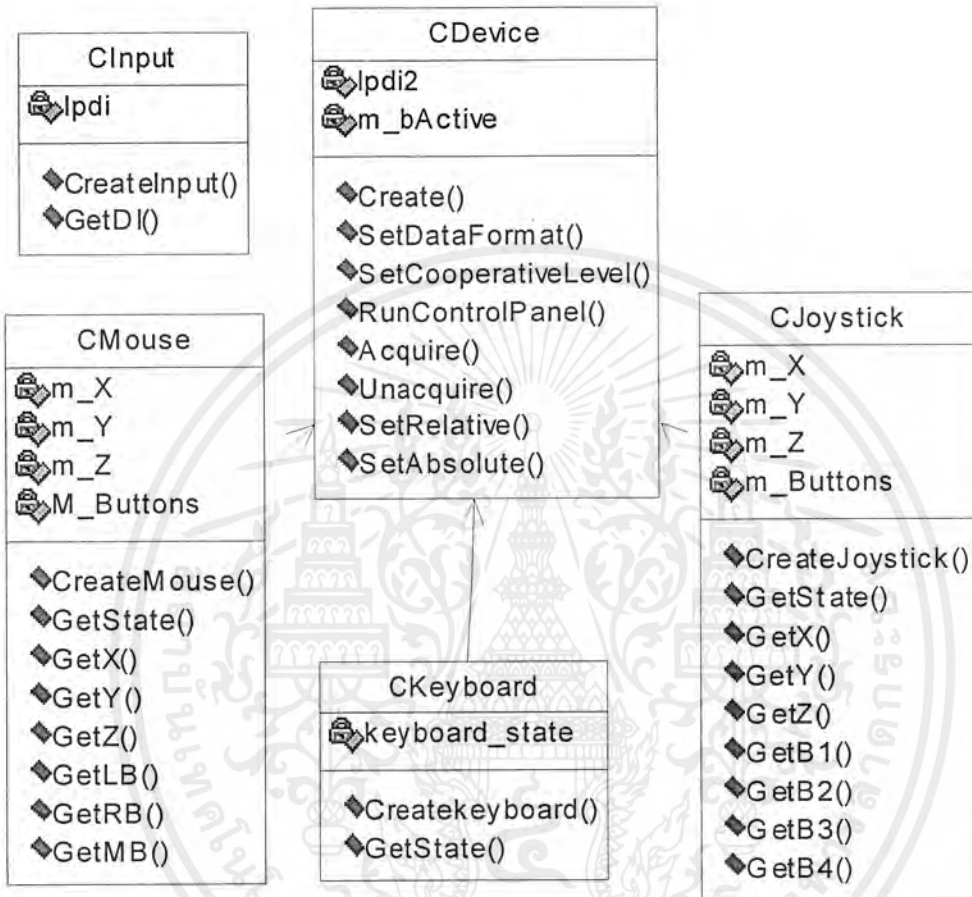 CInput
lpdi
CreateInput()
GetDI()
CDevice
lpdi2
m_bActive
Create()
SetDataFormat()
SetCooperativeLevel()
RunControlPanel()
Acquire()
Unacquire()
SetRelative()
SetAbsolute()
CMouse
m_X
m_Y
m_Z
M_Buttons
CreateMouse()
GetState()
GetX()
GetY()
GetZ()
GetLB()
GetRB()
GetMB()
CKeyboard
keyboard_state
Createkeyboard()
GetState()
CJoystick
m_X
m_Y
m_Z
m_Buttons
CreateJoystick()
GetState()
GetX()
GetY()
GetZ()
GetB1()
GetB2()
GetB3()
GetB4()